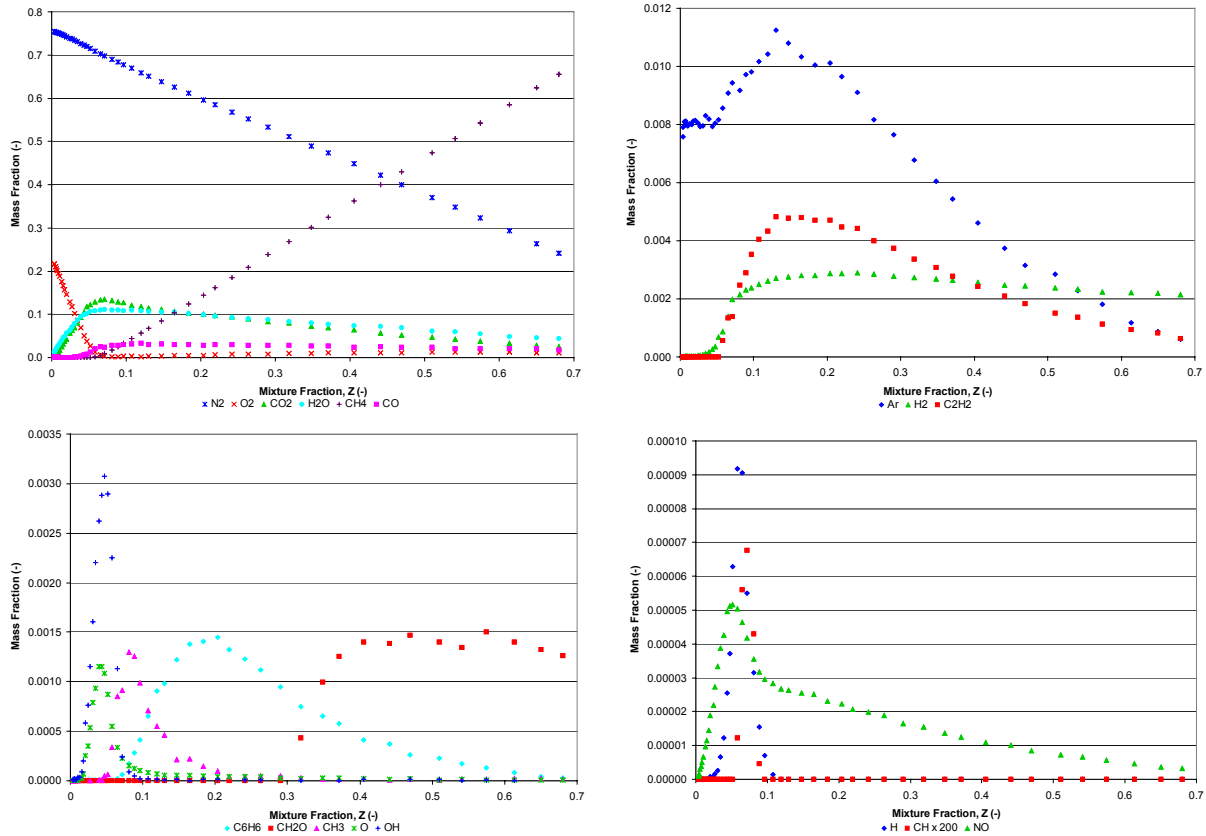 0.8
0.7
0.6
0.5
0.4
0.3
0.2
0.1
0.0
Mass Fraction (-)
0 0.1 0.2 0.3 0.4 0.5 0.6 0.7
Mixture Fraction, Z (-)
N2 O2 CO2 H2O CH4 CO
0.012
0.010
0.008
0.006
0.004
0.002
0.000
Mass Fraction (-)
0 0.1 0.2 0.3 0.4 0.5 0.6 0.7
Mixture Fraction, Z (-)
Ar H2 C2H2
0.0035
0.0030
0.0025
0.0020
0.0015
0.0010
0.0005
0.0000
Mass Fraction (-)
0 0.1 0.2 0.3 0.4 0.5 0.6 0.7
Mixture Fraction, Z (-)
C6H6 CH2O CH3 O OH
0.00010
0.00009
0.00008
0.00007
0.00006
0.00005
0.00004
0.00003
0.00002
0.00001
0.00000
Mass Fraction (-)
0 0.1 0.2 0.3 0.4 0.5 0.6 0.7
Mixture Fraction, Z (-)
H CH x 200 NO